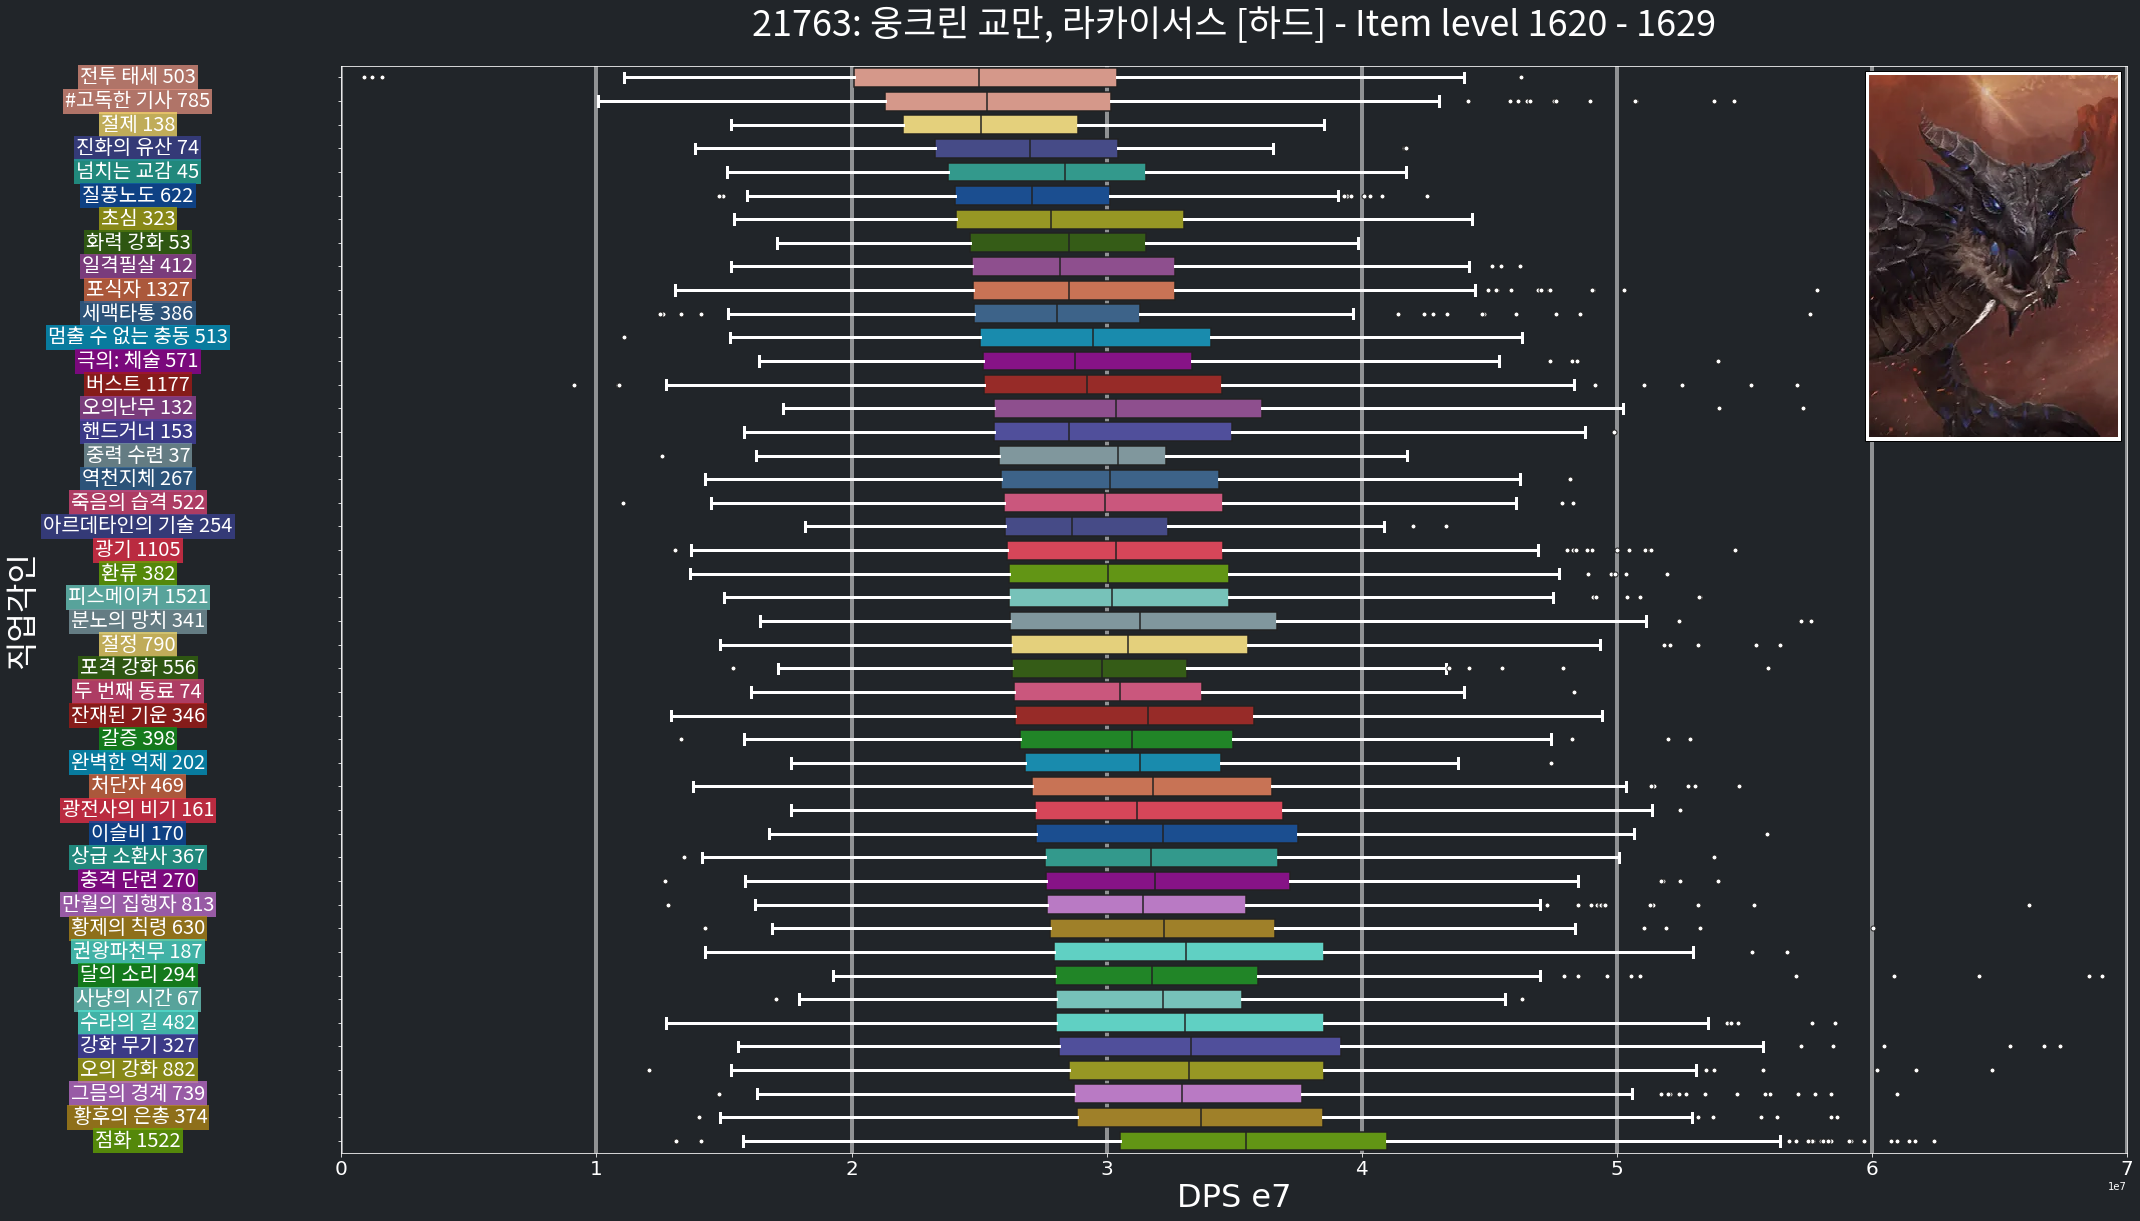 21763: 웅크린 교만, 라카이서스 [하드] - Item level 1620 - 1629
전투 태세 503
#고독한 기사 785
절제 138
진화의 유산 74
넘치는 교감 45
질풍노도 622
초심 323
화력 강화 53
일격필살 412
포식자 1327
세맥타통 386
멈출 수 없는 충동 513
극의: 체술 571
버스트 1177
오의난무 132
핸드거너 153
중력 수련 37
역천지체 267
죽음의 습격 522
아르데타인의 기술 254
광기 1105
환류 382
피스메이커 1521
분노의 망치 341
절정 790
포격 강화 556
두 번째 동료 74
잔재된 기운 346
갈증 398
완벽한 억제 202
처단자 469
광전사의 비기 161
이슬비 170
상급 소환사 367
충격 단련 270
만월의 집행자 813
황제의 칙령 630
권왕파천무 187
달의 소리 294
사냥의 시간 67
수라의 길 482
강화 무기 327
오의 강화 882
그믐의 경계 739
황후의 은총 374
점화 1522
직업각인
0 1 2 3 4 5 6 7
DPS e7
1e7